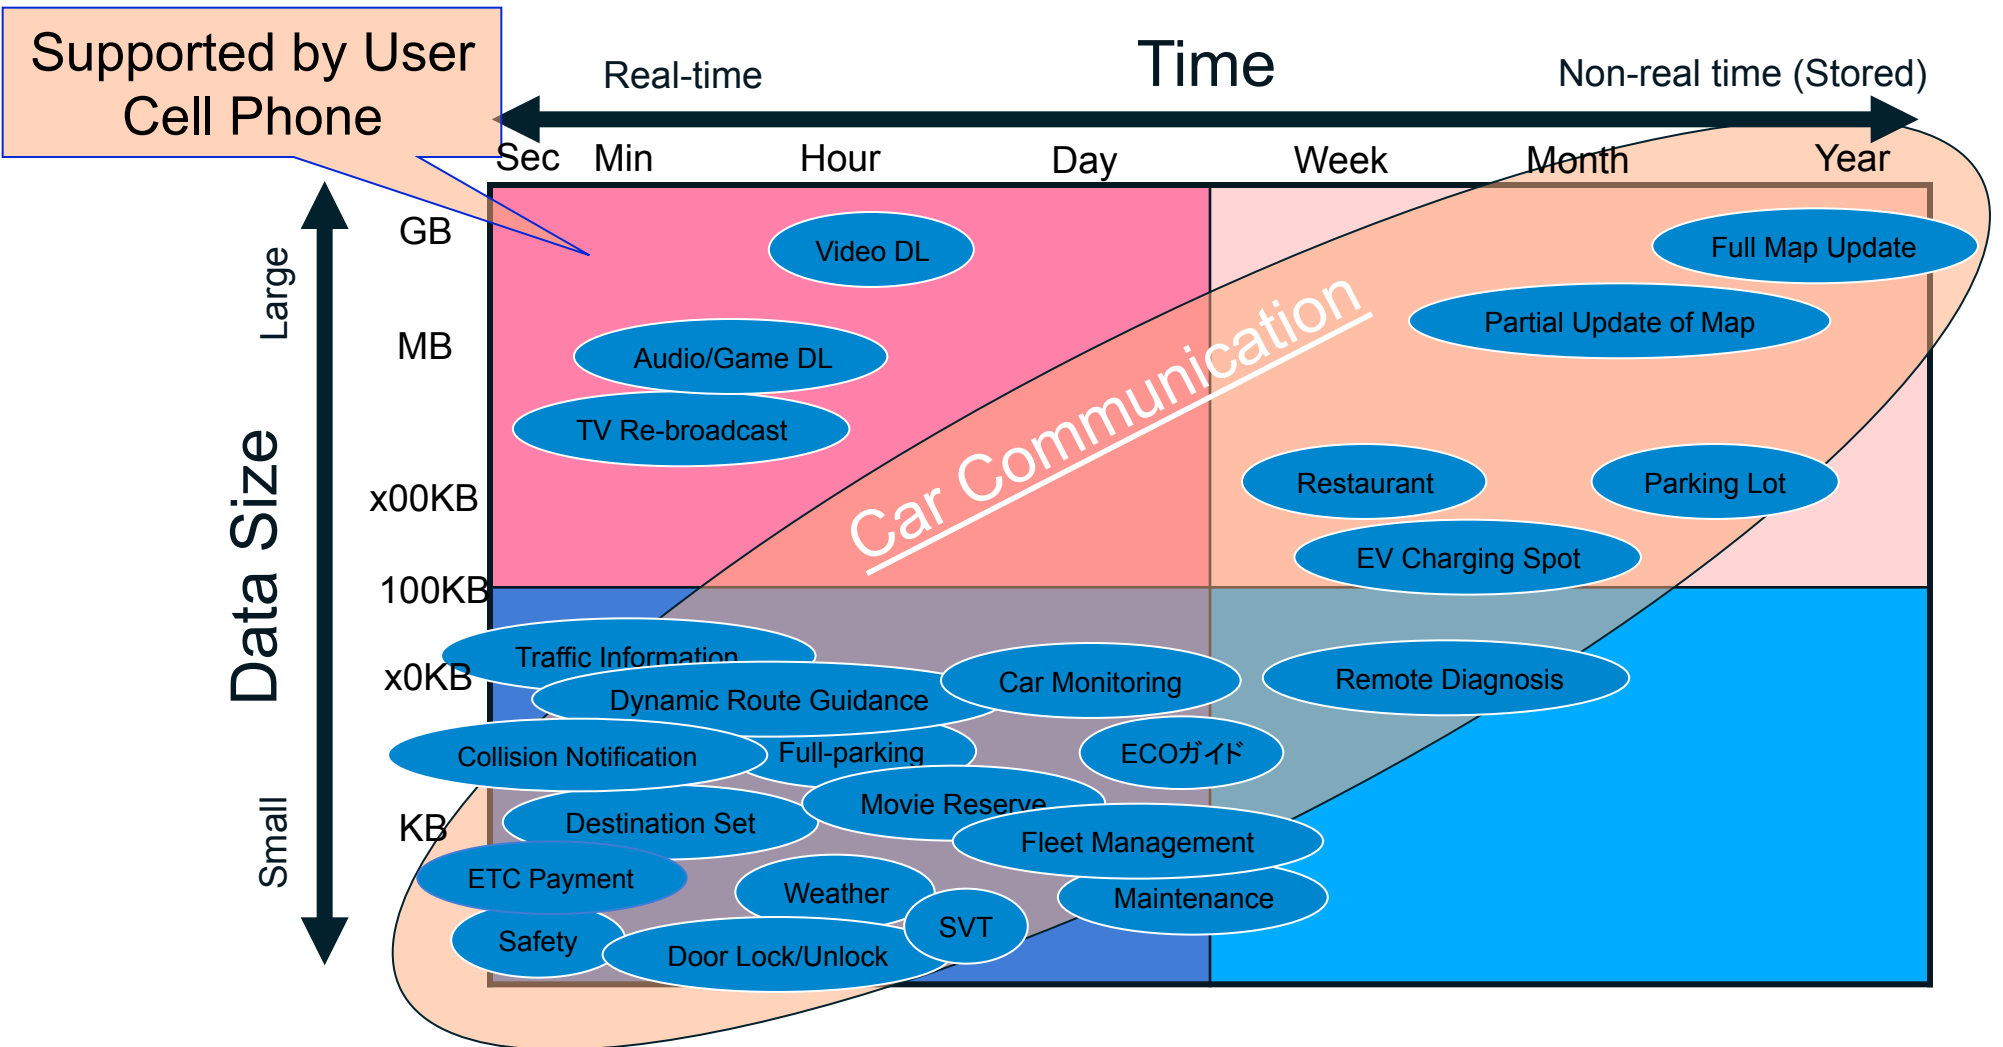 Supported by User
Cell Phone
Time
Real-time
Non-real time (Stored)
Sec
Min
Hour
Day
Week
Month
Year
Data Size
Large
Small
GB
MB
x00KB
100KB
x0KB
KB
Car Communication
Video DL
Full Map Update
Partial Update of Map
Audio/Game DL
TV Re-broadcast
Restaurant
Parking Lot
EV Charging Spot
Traffic Information
Dynamic Route Guidance
Car Monitoring
Remote Diagnosis
Collision Notification
Full-parking
ECOガイド
Movie Reserve
Destination Set
Fleet Management
ETC Payment
Weather
Maintenance
SVT
Safety
Door Lock/Unlock